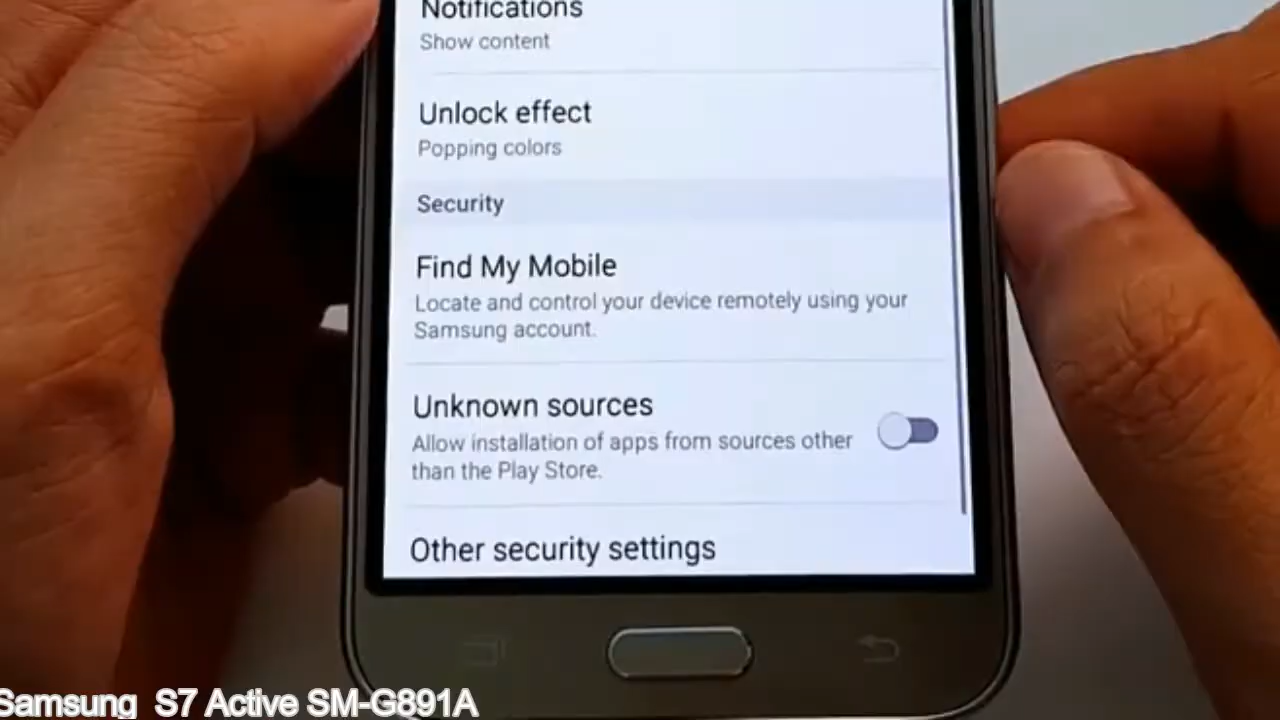 Notifications
Show content
Unlock effect
Popping colors
Security
Find My Mobile
Locate and control your device remotely using your
Samsung account.
Unknown sources
Allow installation of apps from sources other
than the Play Store.
Other security settings
Samsung S7 Active SM-G891A